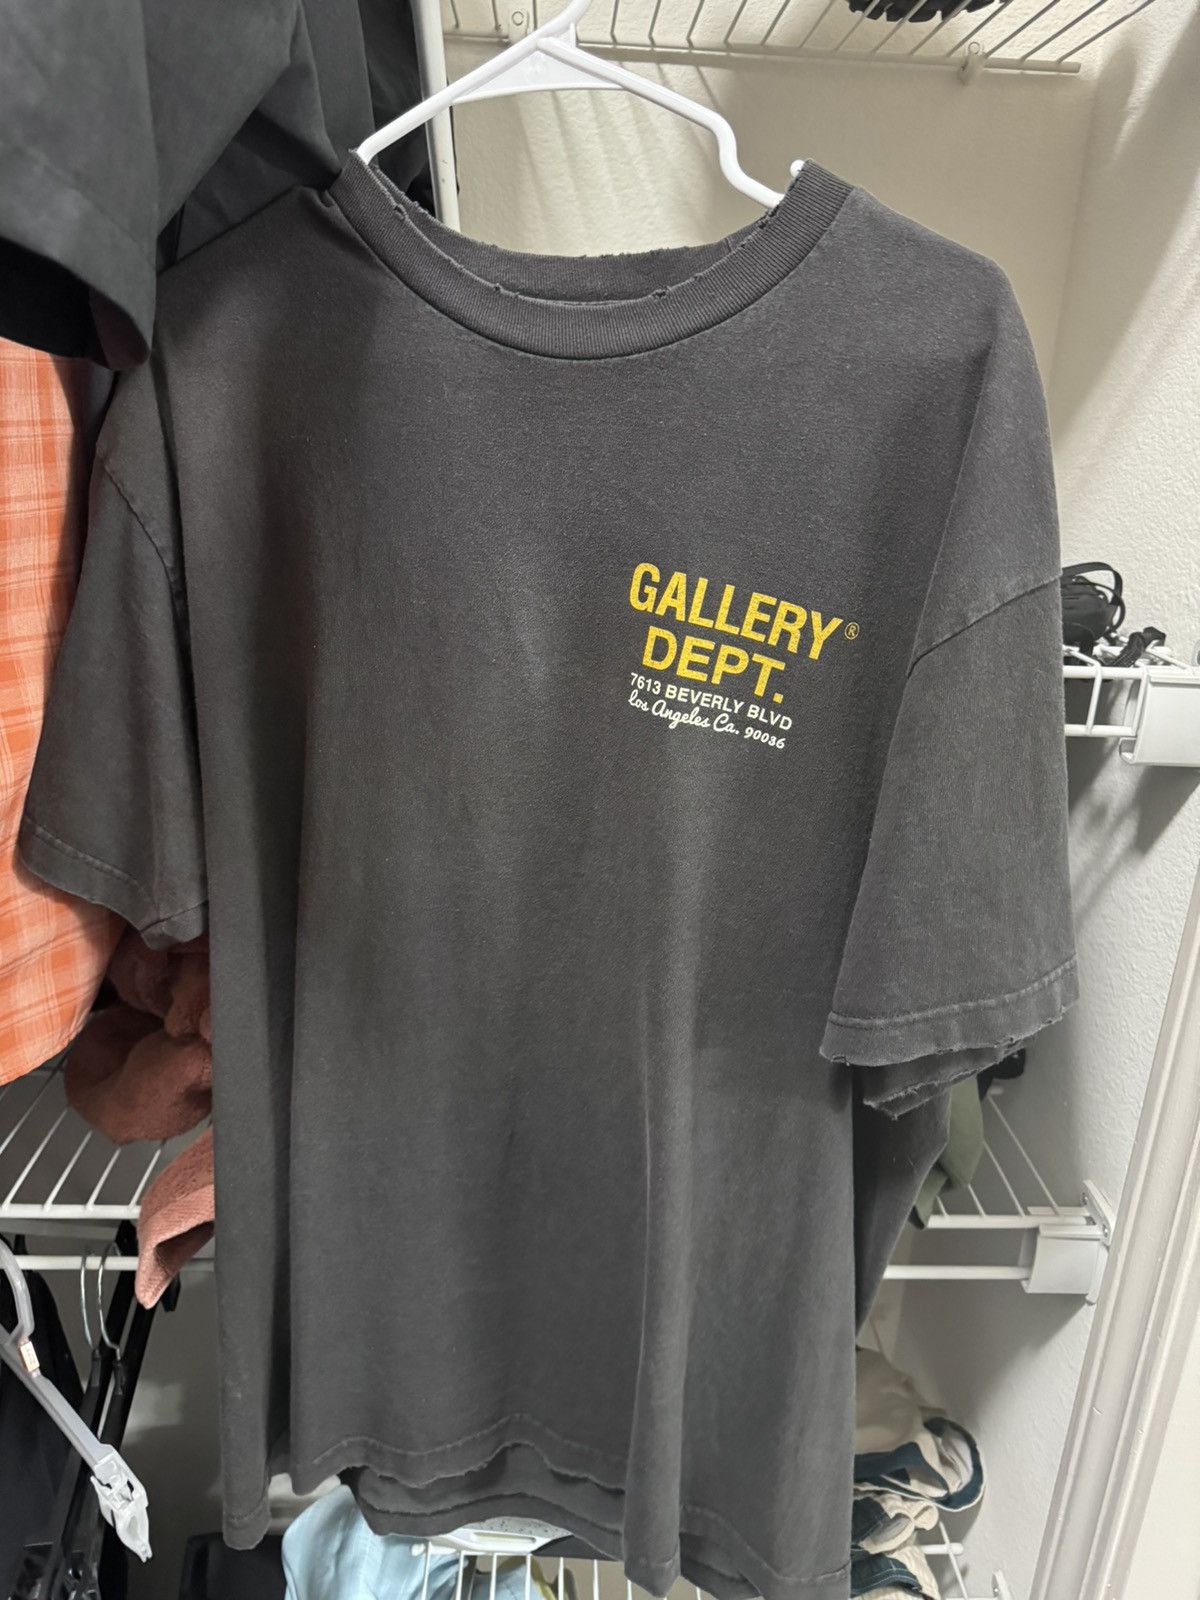 GALLERY®
DEPT.
7613 BEVERLY BLVD
Los Angeles Ca. 90036